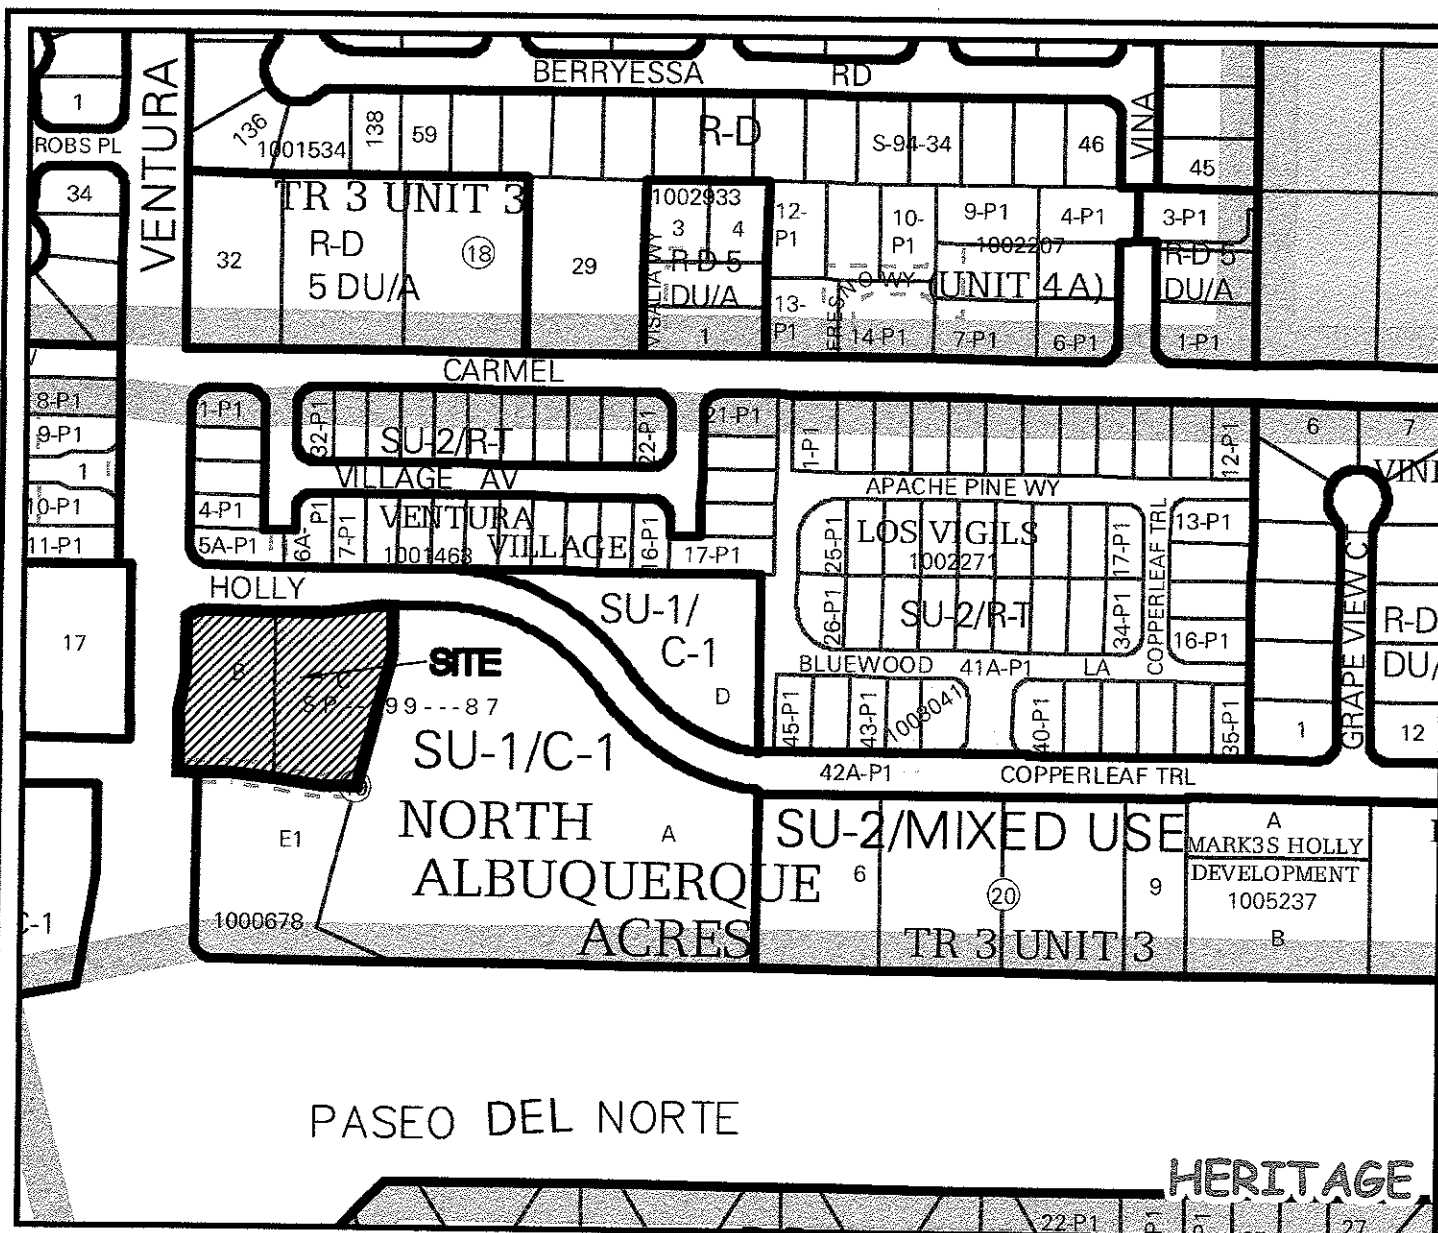 BERRYESSA RD
VENTURA
VINA
1
ROBS PL
34
136
1001534
138
59
R-D
S-94-34
46
45
TR 3 UNIT 3
R-D
5 DU/A
32
18
29
1002933
3
4
R-D 5
DU/A
1
VISALIA WY
12-
P1
13-
P1
10-
P1
9-P1
4-P1
3-P1
1002207
(UNIT 4A)
R-D 5
DU/A
FRESNO WY
14-P1
7-P1
6-P1
1-P1
CARMEL
8-P1
9-P1
1
10-P1
11-P1
1-P1
4-P1
5A-P1
32-P1
SU-2/R-T
22-P1
21-P1
VILLAGE AV
6A-P1
7-P1
VENTURA
VILLAGE
1001463
16-P1
17-P1
1-P1
12-P1
APACHE PINE WY
25-P1
LOS VIGILS
1002271
17-P1
26-P1
SU-2/R-T
34-P1
COPPERLEAF TRL
13-P1
16-P1
6
7
GRAPE VIEW CT
R-D
DU/
1
12
HOLLY
17
SU-1/
C-1
D
BLUEWOOD
41A-P1
LA
45-P1
43-P1
1003041
40-P1
35-P1
SITE
B
C
SP--99---87
SU-1/C-1
42A-P1
COPPERLEAF TRL
NORTH
ALBUQUERQUE
ACRES
A
E1
1000678
SU-2/MIXED USE
6
20
9
TR 3 UNIT 3
A
MARK3S HOLLY
DEVELOPMENT
1005237
B
C-1
PASEO DEL NORTE
HERITAGE
22-P1
27